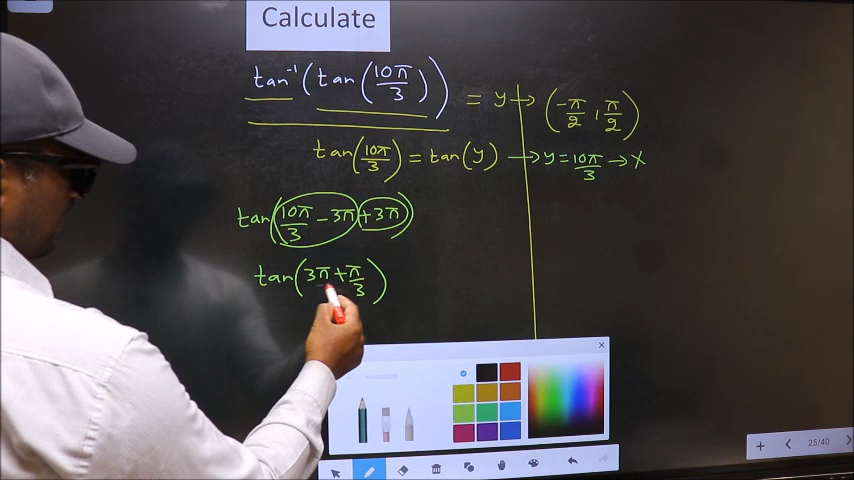 Calculate
tan⁻¹(tan(10π/3)) = y → (-π/2, π/2)
tan(10π/3) = tan(y) → y = 10π/3 → X
tan(10π/3 - 3π + 3π)
tan(3π + π/3)
25/40